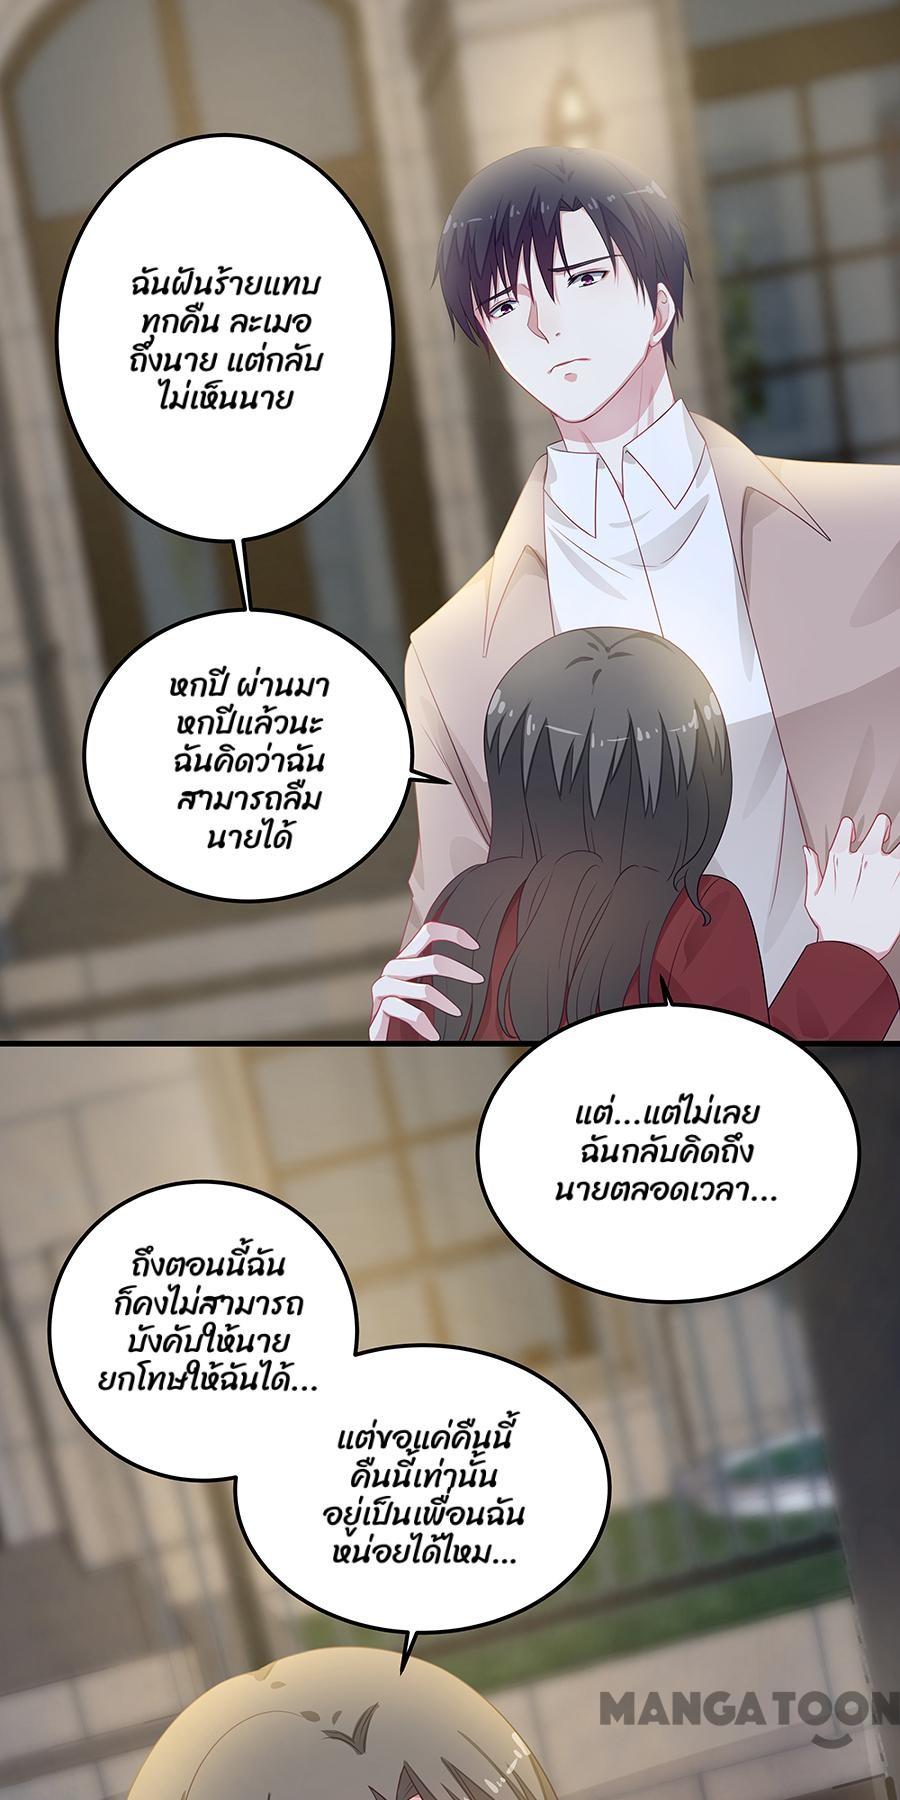 ฉันฝันร้ายแทบ
ทุกคืน ละเมอ
ถึงนาย แต่กลับ
ไม่เห็นนาย
หกปี ผ่านมา
หกปีแล้วนะ
ฉันคิดว่าฉัน
สามารถลืม
นายได้
แต่...แต่ไม่เลย
ฉันกลับคิดถึง
นายตลอดเวลา...
ถึงตอนนี้ฉัน
ก็คงไม่สามารถ
บังคับให้นาย
ยกโทษให้ฉันได้...
แต่ขอแค่คืนนี้
คืนนี้เท่านั้น
อยู่เป็นเพื่อนฉัน
หน่อยได้ไหม...
MANGATOON